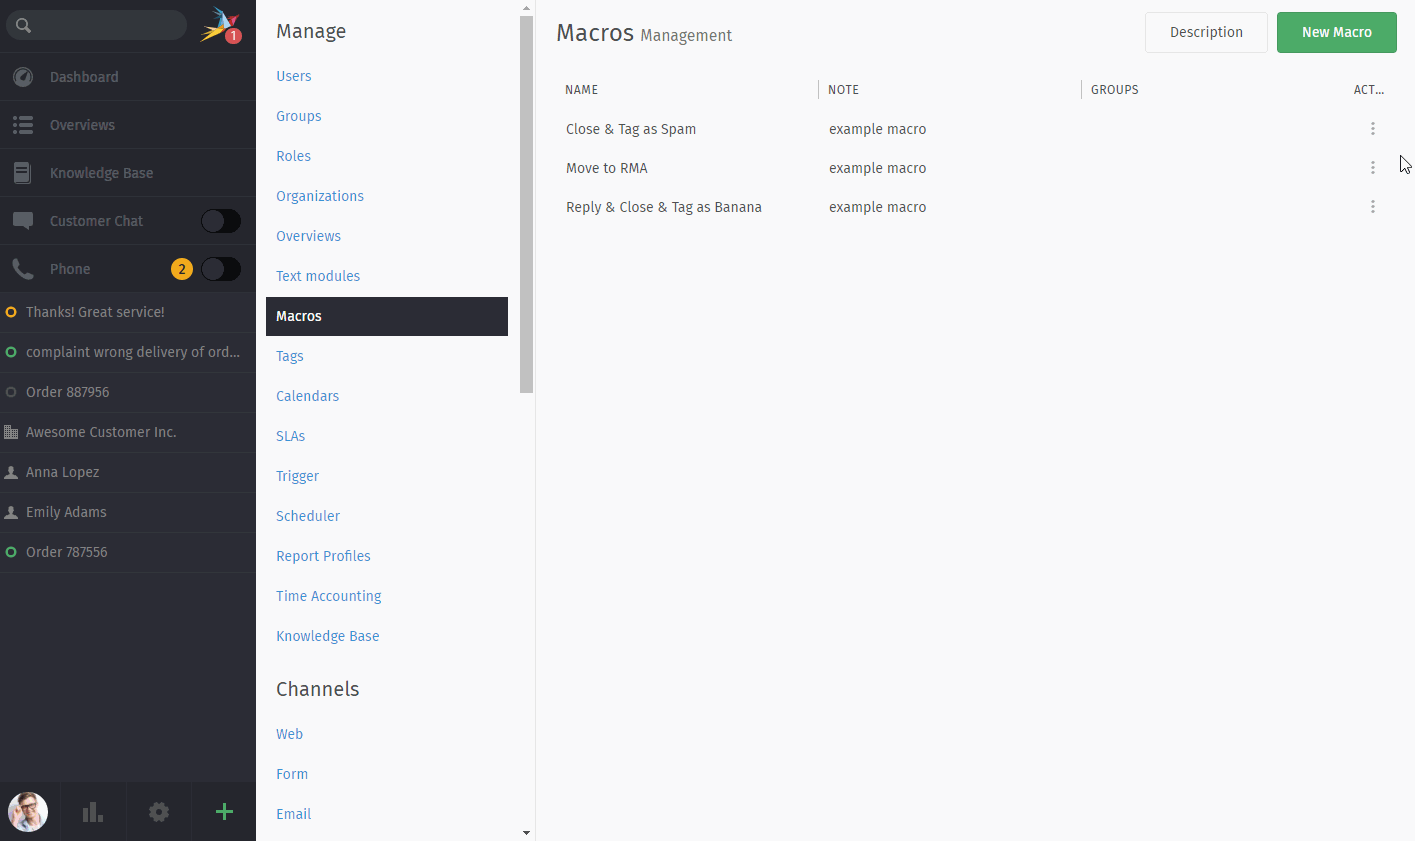 1
Dashboard
Overviews
Knowledge Base
Customer Chat
Phone 2
Thanks! Great service!
complaint wrong delivery of ord...
Order 887956
Awesome Customer Inc.
Anna Lopez
Emily Adams
Order 787556
Manage
Users
Groups
Roles
Organizations
Overviews
Text modules
Macros
Tags
Calendars
SLAs
Trigger
Scheduler
Report Profiles
Time Accounting
Knowledge Base
Channels
Web
Form
Email
Macros Management
Description
New Macro
NAME NOTE GROUPS ACT...
Close & Tag as Spam example macro
Move to RMA example macro
Reply & Close & Tag as Banana example macro